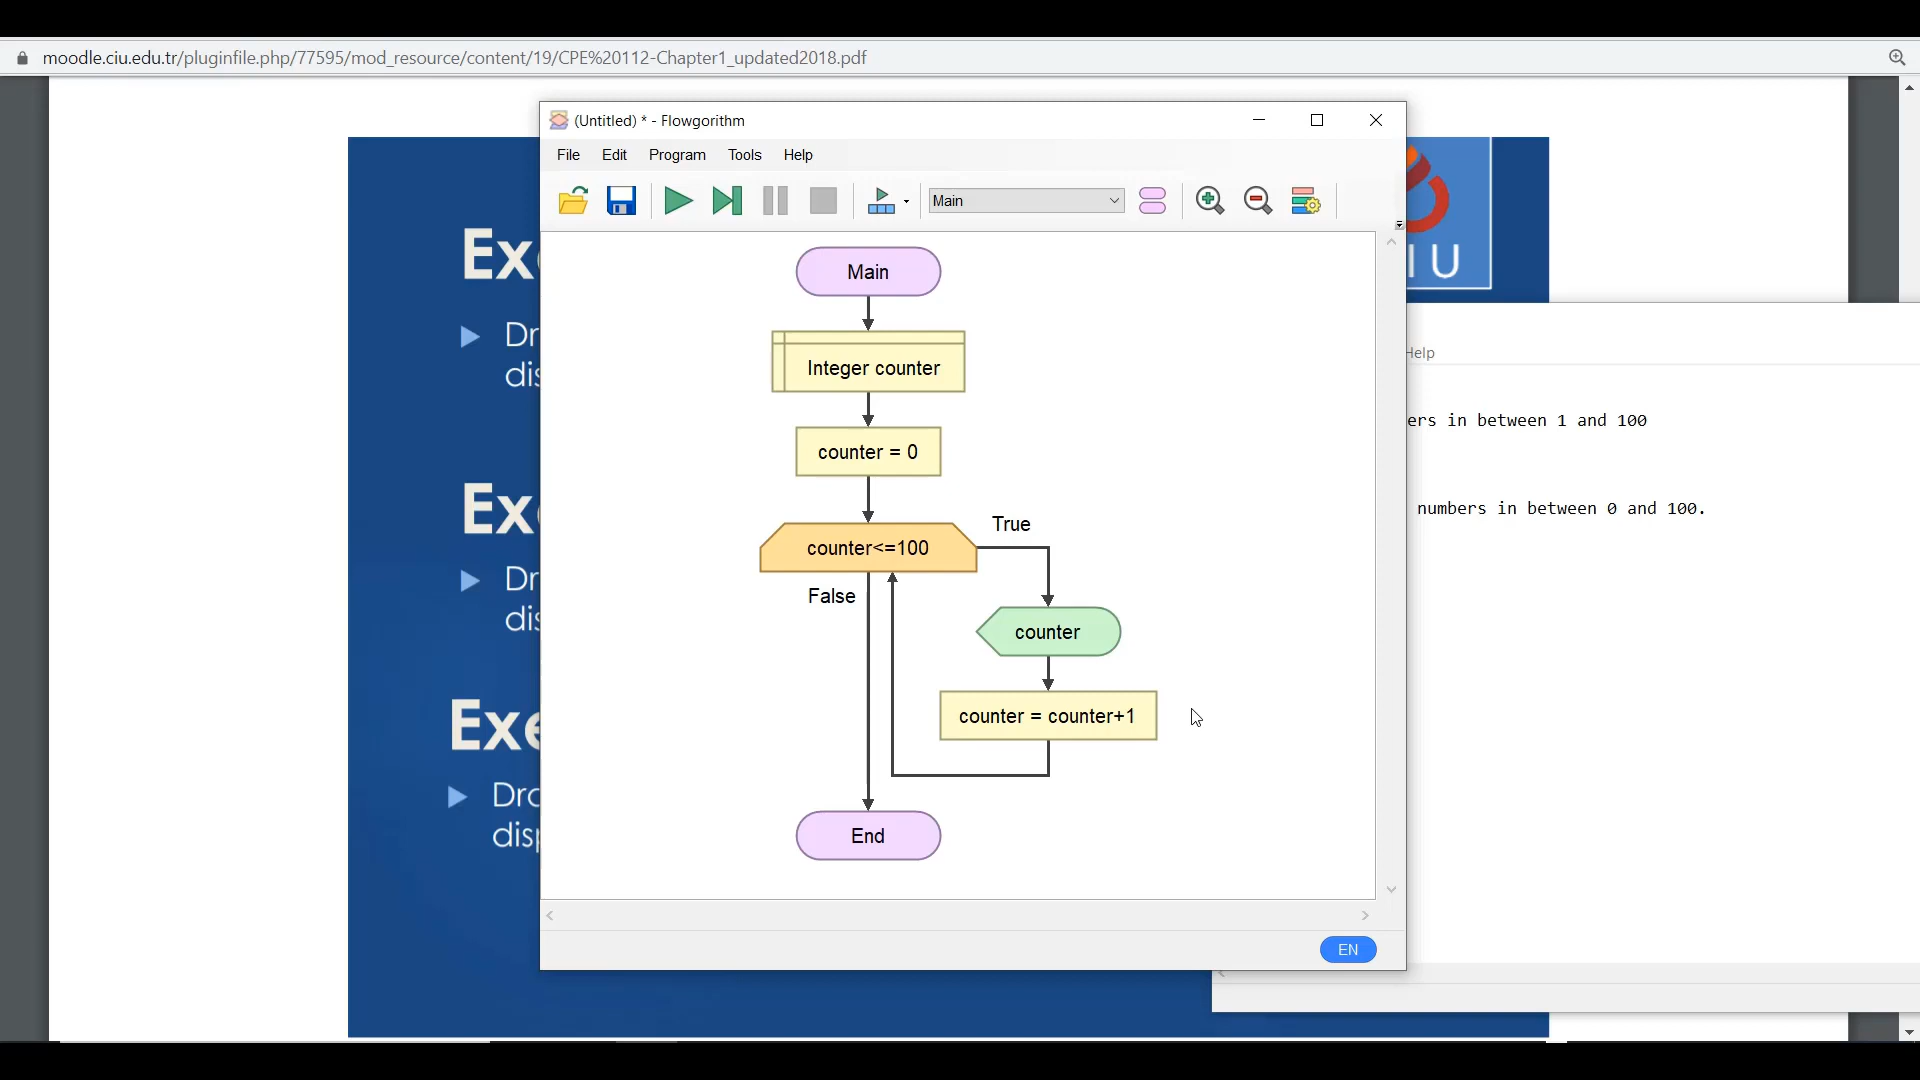 moodle.ciu.edu.tr/pluginfile.php/77595/mod_resource/content/19/CPE%20112-Chapter1_updated2018.pdf
(Untitled) * - Flowgorithm
File Edit Program Tools Help
Main
Main
Integer counter
counter = 0
counter<=100
True
False
counter
counter = counter+1
End
EN
Ex
Dr
dis
Ex
Dr
dis
Exe
Dra
disp
I U
Help
ers in between 1 and 100
numbers in between 0 and 100.